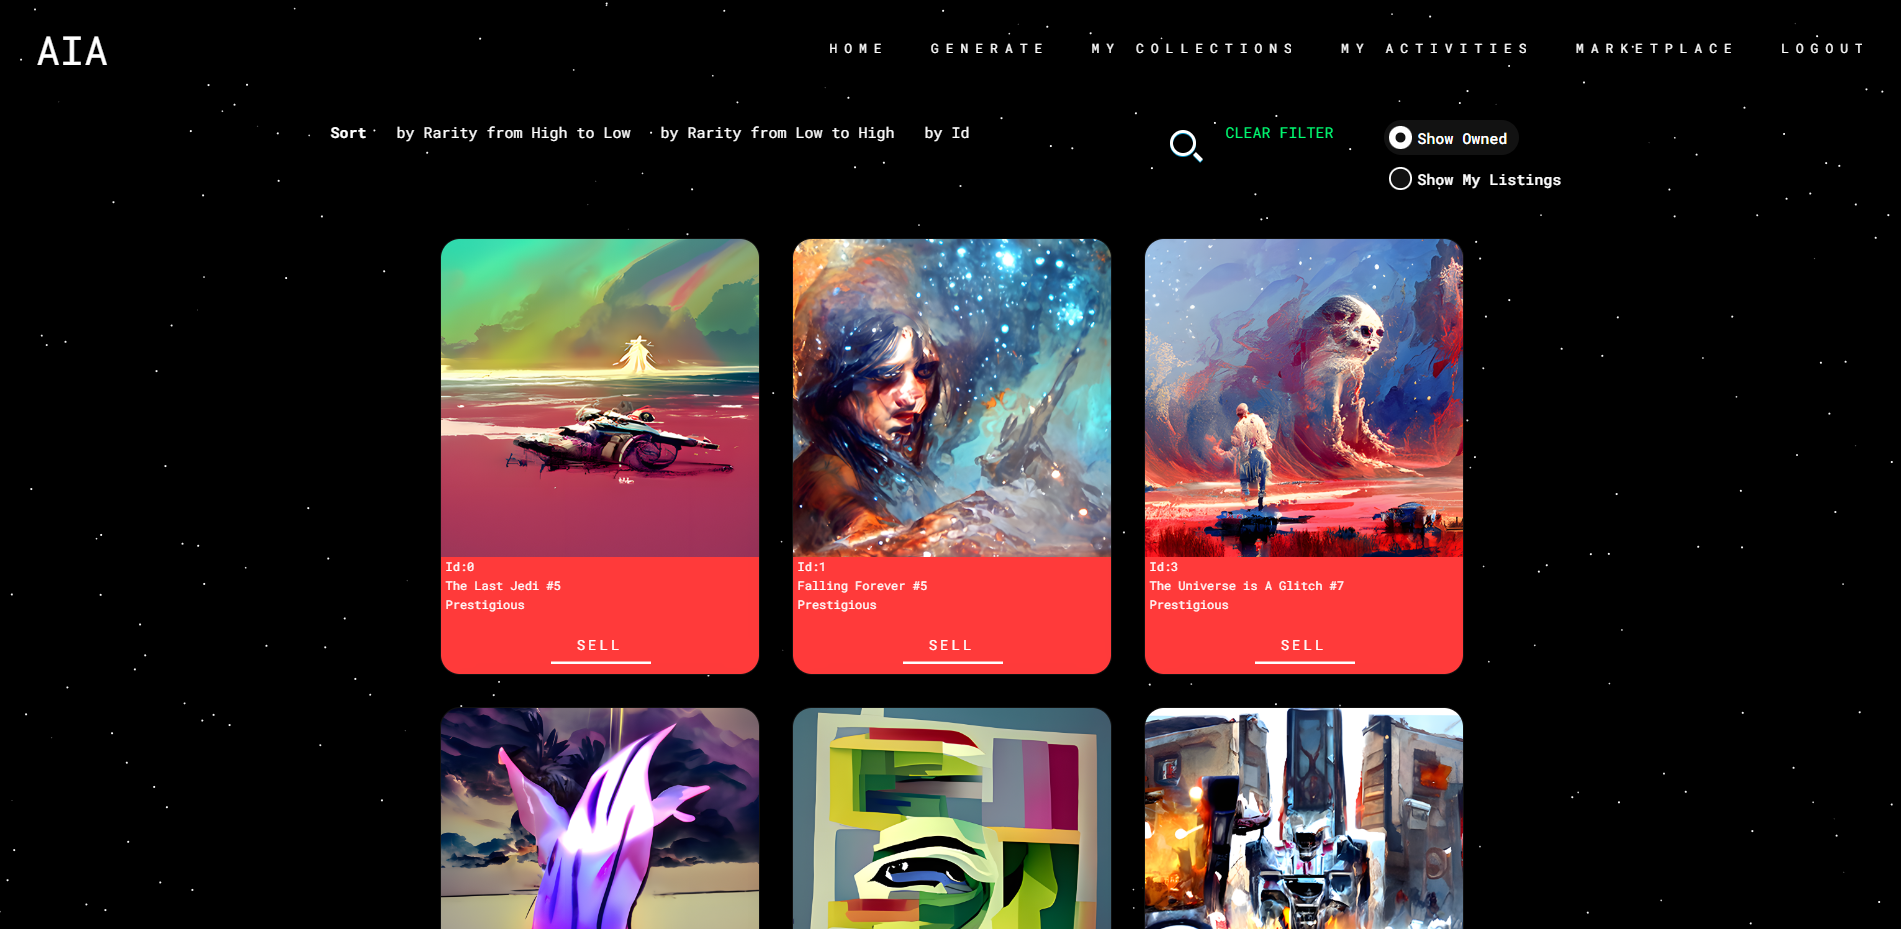 AIA
HOME GENERATE MY COLLECTIONS MY ACTIVITIES MARKETPLACE LOGOUT
Sort by Rarity from High to Low by Rarity from Low to High by Id
CLEAR FILTER
Show Owned
Show My Listings
Id:0
The Last Jedi #5
Prestigious
SELL
Id:1
Falling Forever #5
Prestigious
SELL
Id:3
The Universe is A Glitch #7
Prestigious
SELL